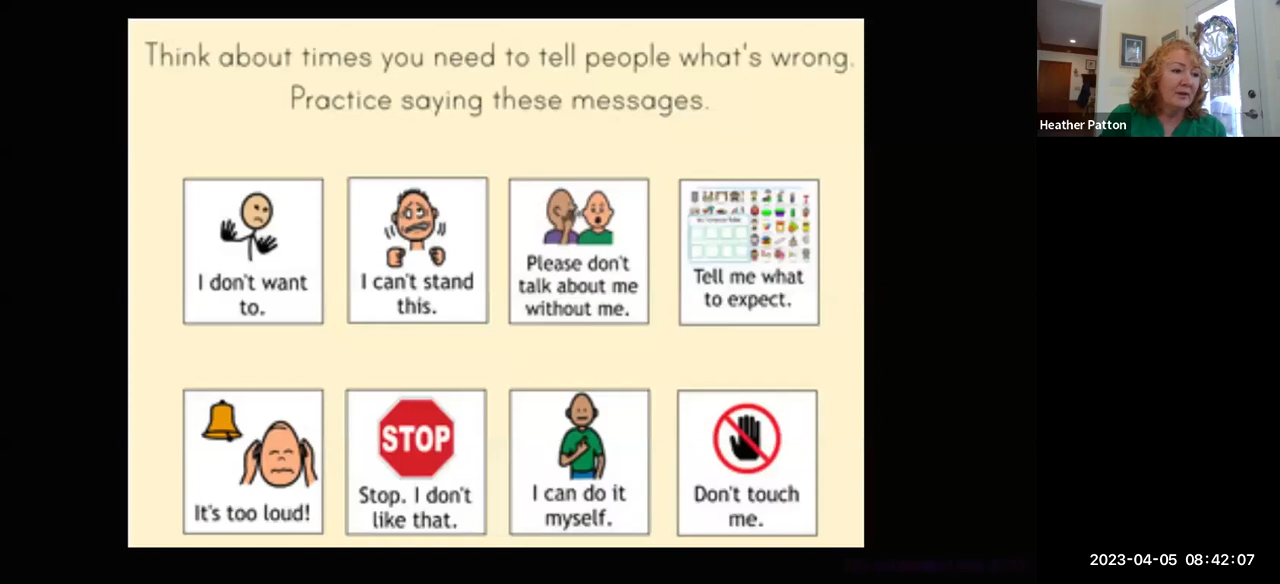 Think about times you need to tell people what's wrong.
Practice saying these messages.
I don't want
to.
I can't stand
this.
Please don't
talk about me
without me.
Tell me what
to expect.
STOP
It's too loud!
Stop. I don't
like that.
I can do it
myself.
Don't touch
me.
Heather Patton
2023-04-05 08:42:07